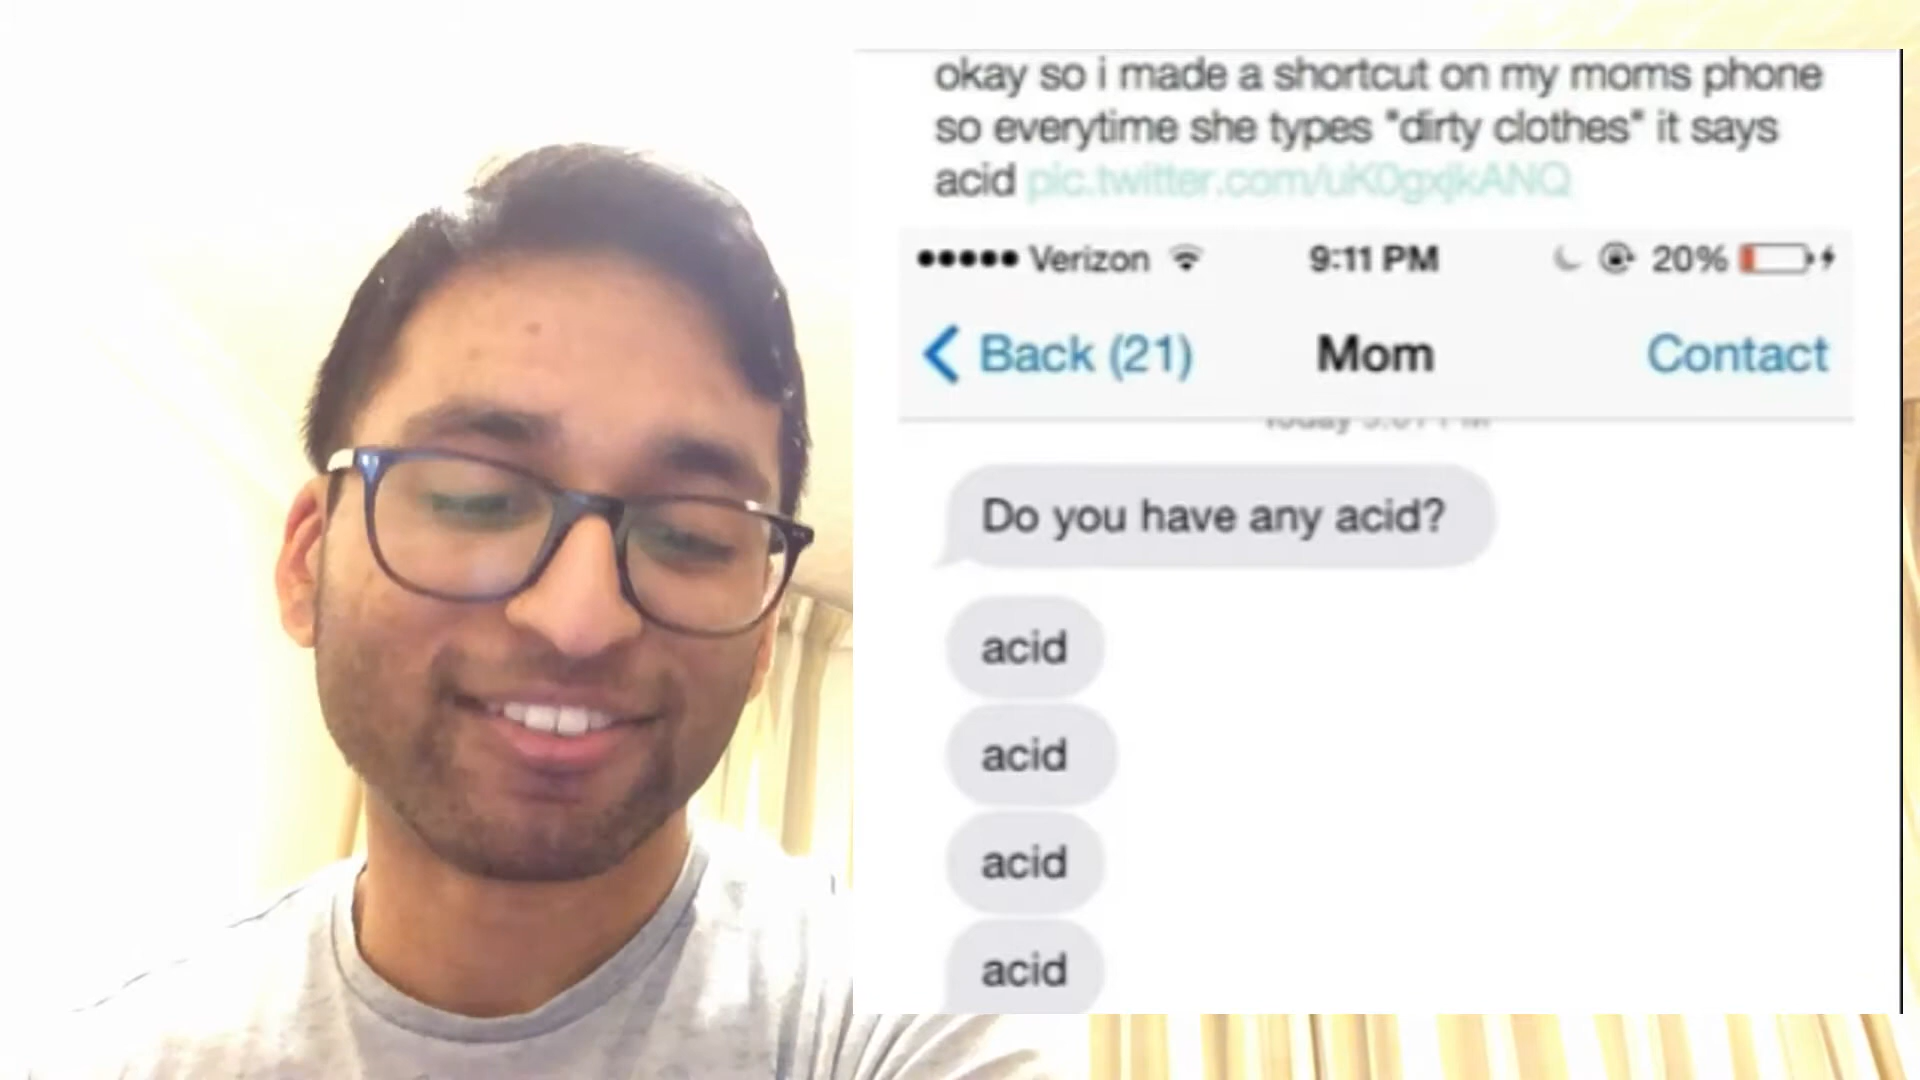 okay so i made a shortcut on my moms phone
so everytime she types "dirty clothes" it says
acid pic.twitter.com/uK0gxjkANQ
Verizon 9:11 PM 20%
Back (21) Mom Contact
Do you have any acid?
acid
acid
acid
acid